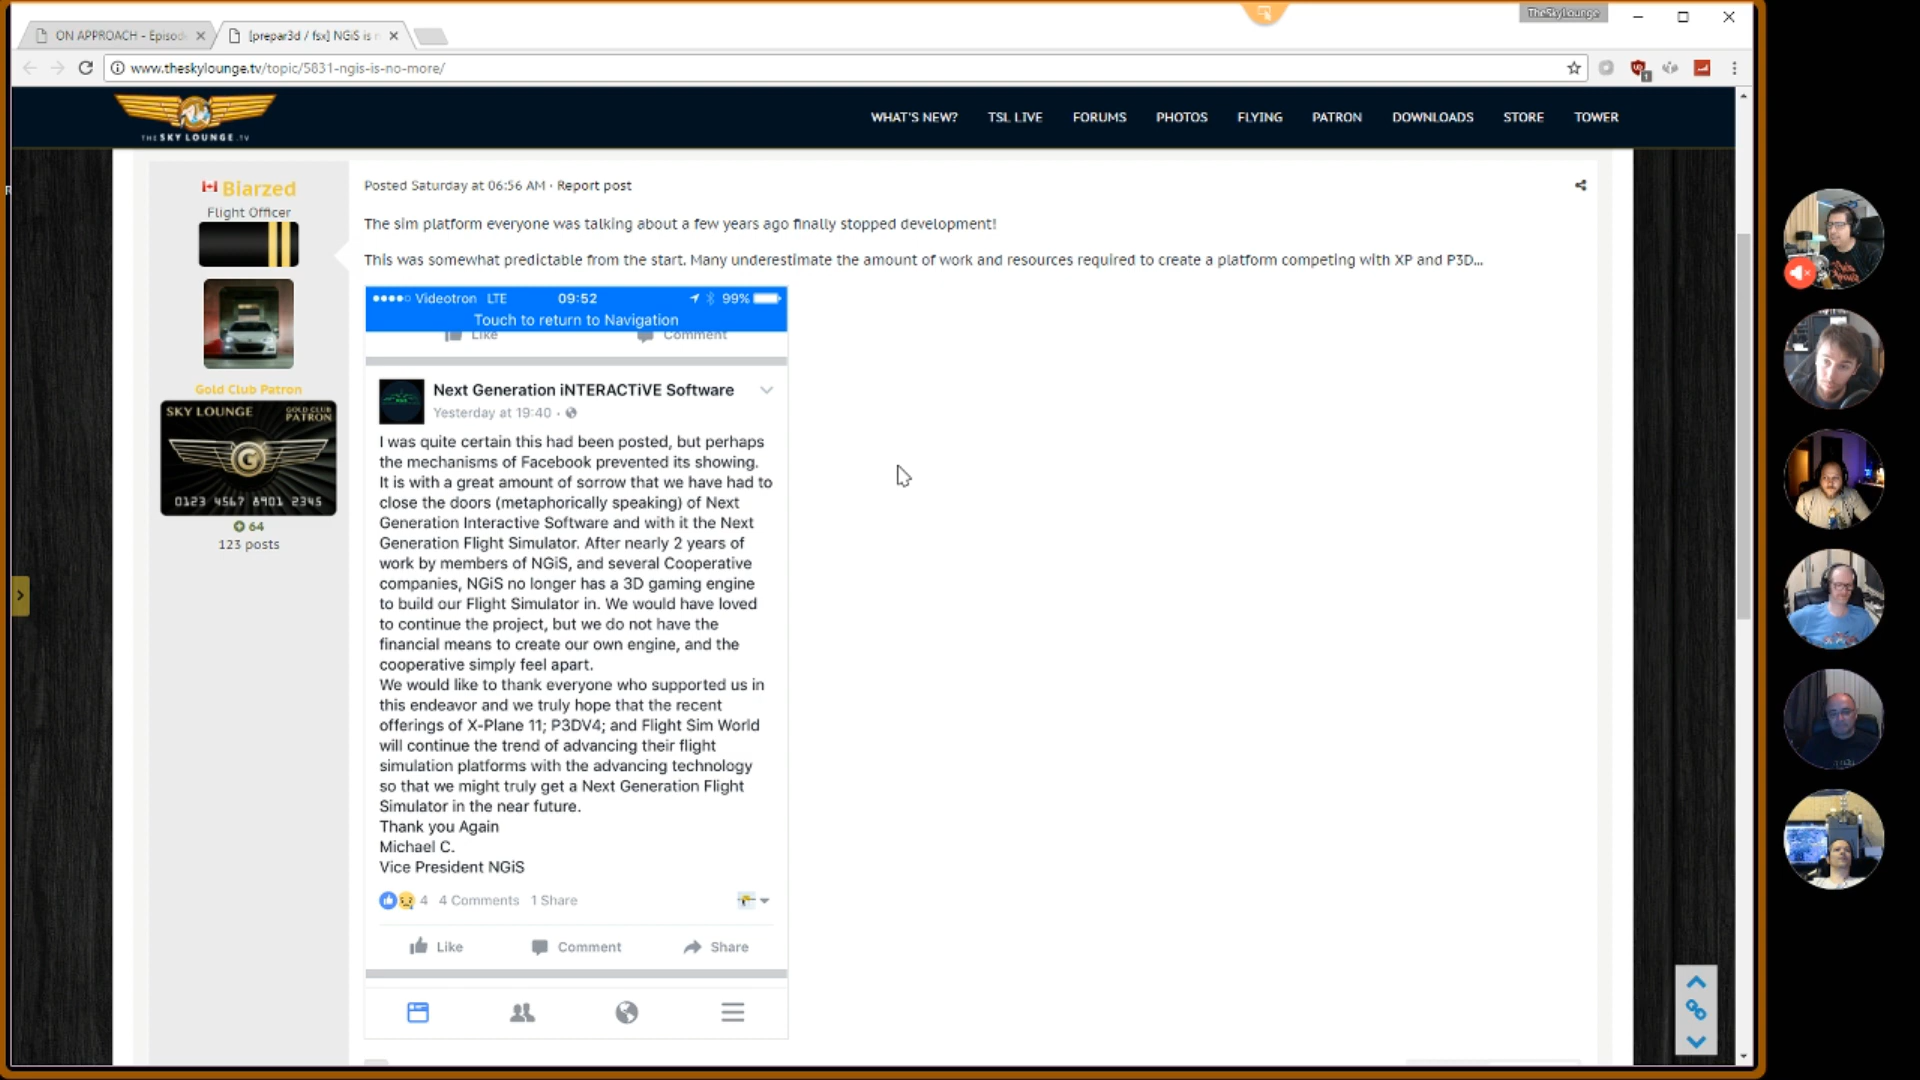 TheSkyLounge
ON APPROACH - Episod
[prepar3d / fsx] NGiS is n
www.theskylounge.tv/topic/5831-ngis-is-no-more/
THE SKY LOUNGE .TV
WHAT'S NEW?
TSL LIVE
FORUMS
PHOTOS
FLYING
PATRON
DOWNLOADS
STORE
TOWER
Biarzed
Flight Officer
Gold Club Patron
SKY LOUNGE
GOLD CLUB
PATRON
G
0123 4567 8901 2345
64
123 posts
Posted Saturday at 06:56 AM · Report post
The sim platform everyone was talking about a few years ago finally stopped development!
This was somewhat predictable from the start. Many underestimate the amount of work and resources required to create a platform competing with XP and P3D...
Videotron LTE 09:52 99%
Touch to return to Navigation
Like Comment
Next Generation iNTERACTiVE Software
Yesterday at 19:40 ·
I was quite certain this had been posted, but perhaps
the mechanisms of Facebook prevented its showing.
It is with a great amount of sorrow that we have had to
close the doors (metaphorically speaking) of Next
Generation Interactive Software and with it the Next
Generation Flight Simulator. After nearly 2 years of
work by members of NGiS, and several Cooperative
companies, NGiS no longer has a 3D gaming engine
to build our Flight Simulator in. We would have loved
to continue the project, but we do not have the
financial means to create our own engine, and the
cooperative simply feel apart.
We would like to thank everyone who supported us in
this endeavor and we truly hope that the recent
offerings of X-Plane 11; P3DV4; and Flight Sim World
will continue the trend of advancing their flight
simulation platforms with the advancing technology
so that we might truly get a Next Generation Flight
Simulator in the near future.
Thank you Again
Michael C.
Vice President NGiS
4 4 Comments 1 Share
Like Comment Share